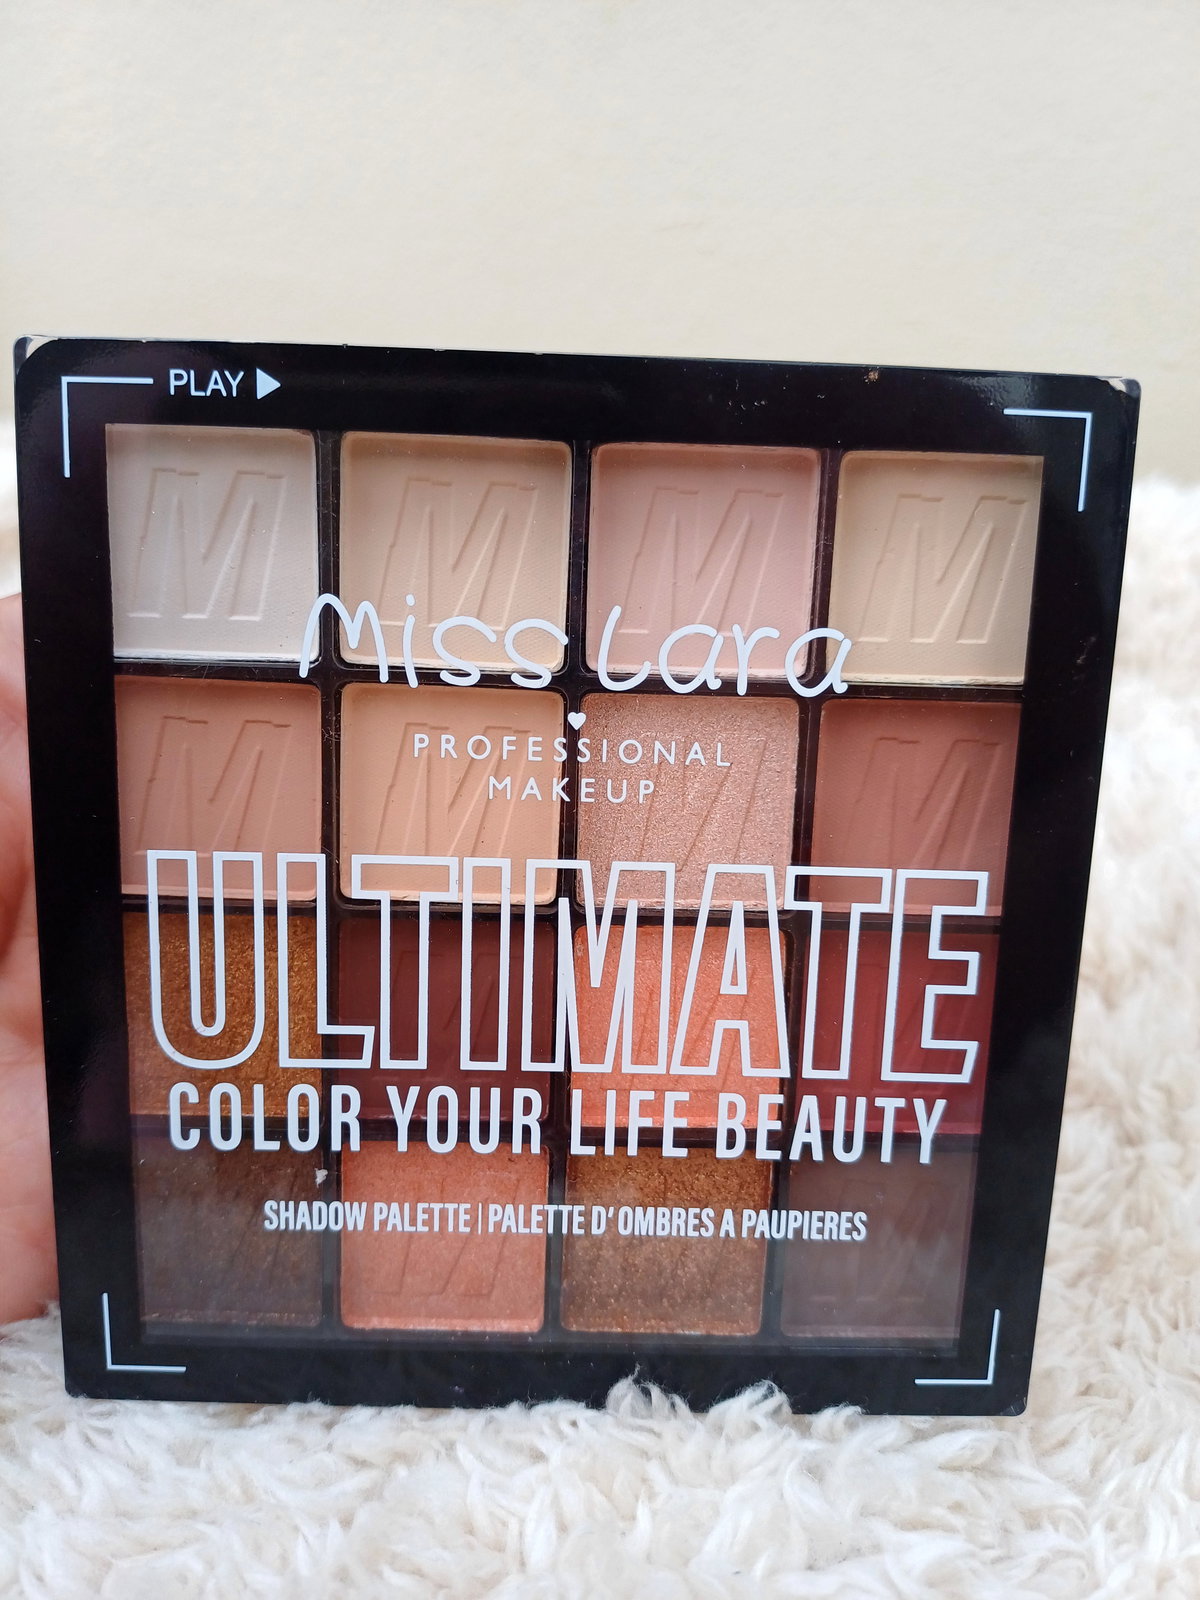 PLAY
M M M M
Miss Lara
M M M M
PROFESSIONAL
MAKEUP
ULTIMATE
COLOR YOUR LIFE BEAUTY
SHADOW PALETTE | PALETTE D'OMBRES A PAUPIERES